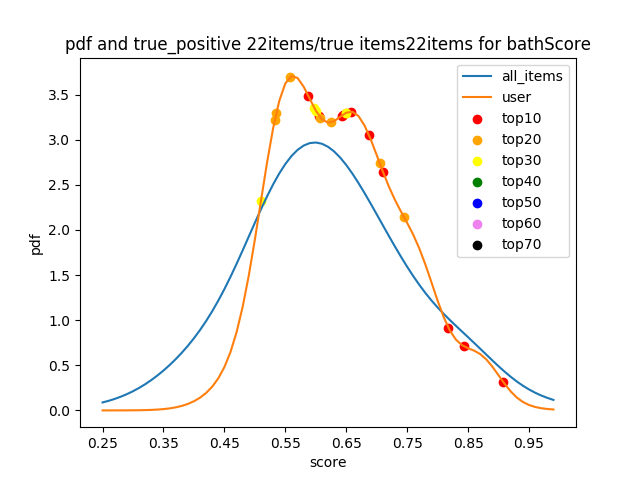 pdf and true_positive 22items/true items22items for bathScore
all_items
user
top10
top20
top30
top40
top50
top60
top70
3.5
3.0
2.5
2.0
1.5
1.0
0.5
0.0
pdf
0.25 0.35 0.45 0.55 0.65 0.75 0.85 0.95
score